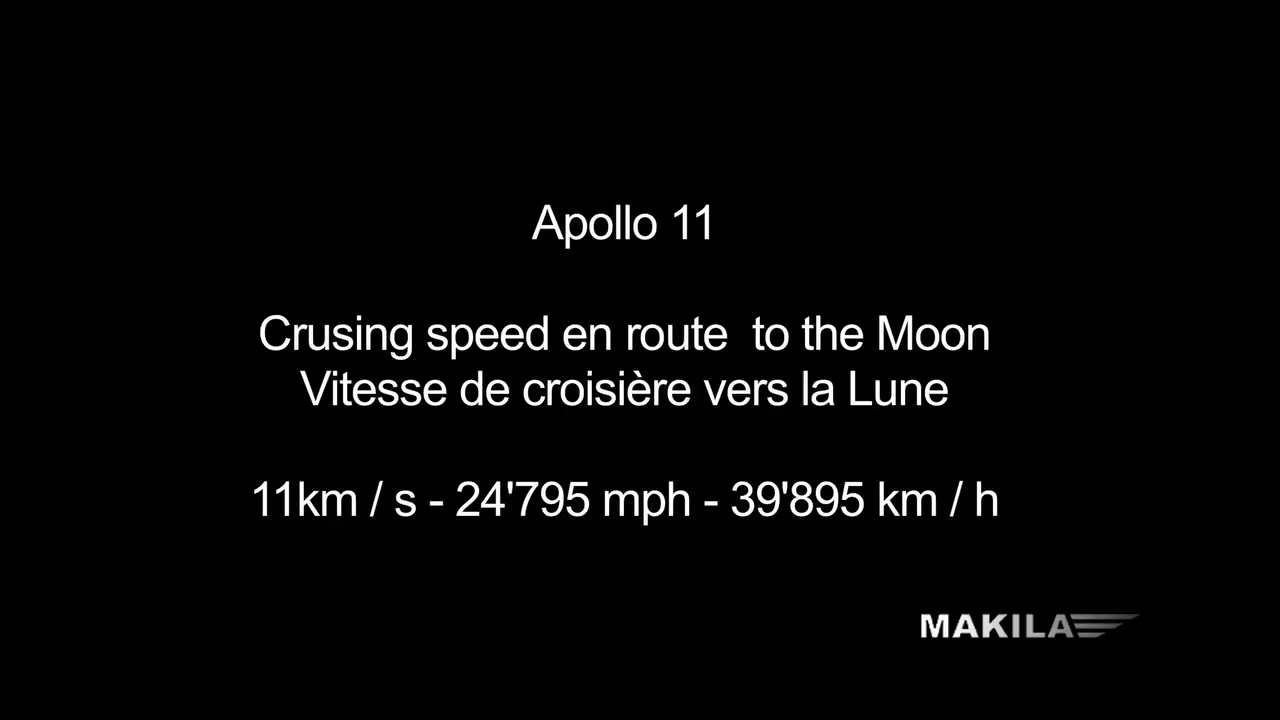 Apollo 11
Crusing speed en route  to the Moon
Vitesse de croisière vers la Lune
11km / s - 24'795 mph - 39'895 km / h
MAKILA